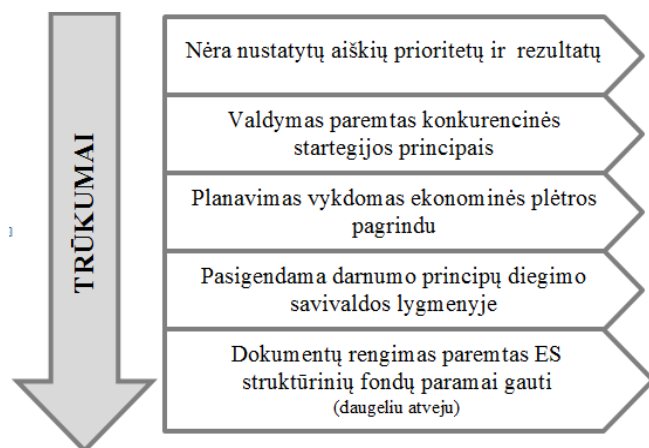 TRŪKUMAI
Nėra nustatytų aiškių prioritetų ir rezultatų
Valdymas paremtas konkurencinės
startegijos principais
Planavimas vykdomas ekonominės plėtros
pagrindu
Pasigendama darnumo principų diegimo
savivaldos lygmenyje
Dokumentų rengimas paremtas ES
struktūrinių fondų paramai gauti
(daugeliu atveju)